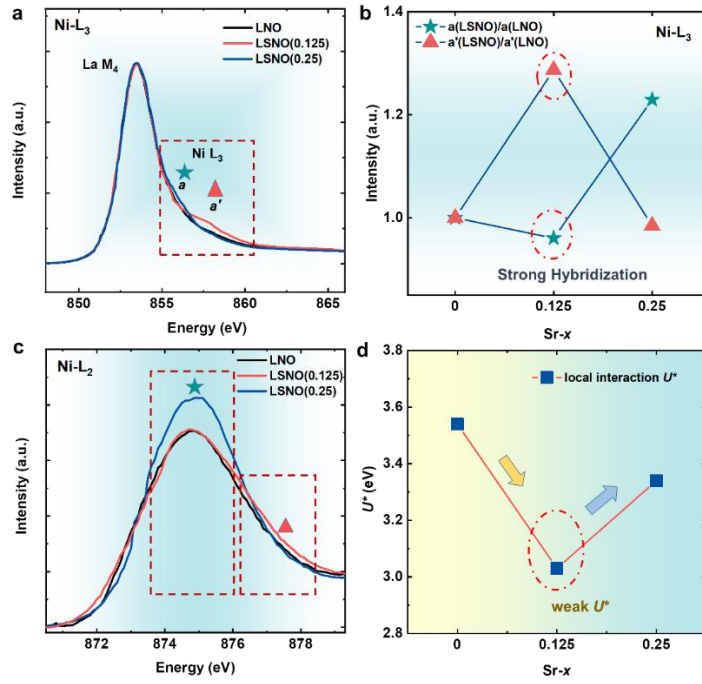 a
Ni-L₃
LNO
LSNO(0.125)
LSNO(0.25)
La M₄
Ni L₃
a
a'
Intensity (a.u.)
850
855
860
865
Energy (eV)
b
a(LSNO)/a(LNO)
a'(LSNO)/a'(LNO)
Ni-L₃
Intensity (a.u.)
1.4
1.2
1.0
Strong Hybridization
0
0.125
0.25
Sr-x
c
Ni-L₂
LNO
LSNO(0.125)
LSNO(0.25)
Intensity (a.u.)
872
874
876
878
Energy (eV)
d
local interaction U*
U* (eV)
3.8
3.6
3.4
3.2
3.0
2.8
weak U*
0
0.125
0.25
Sr-x